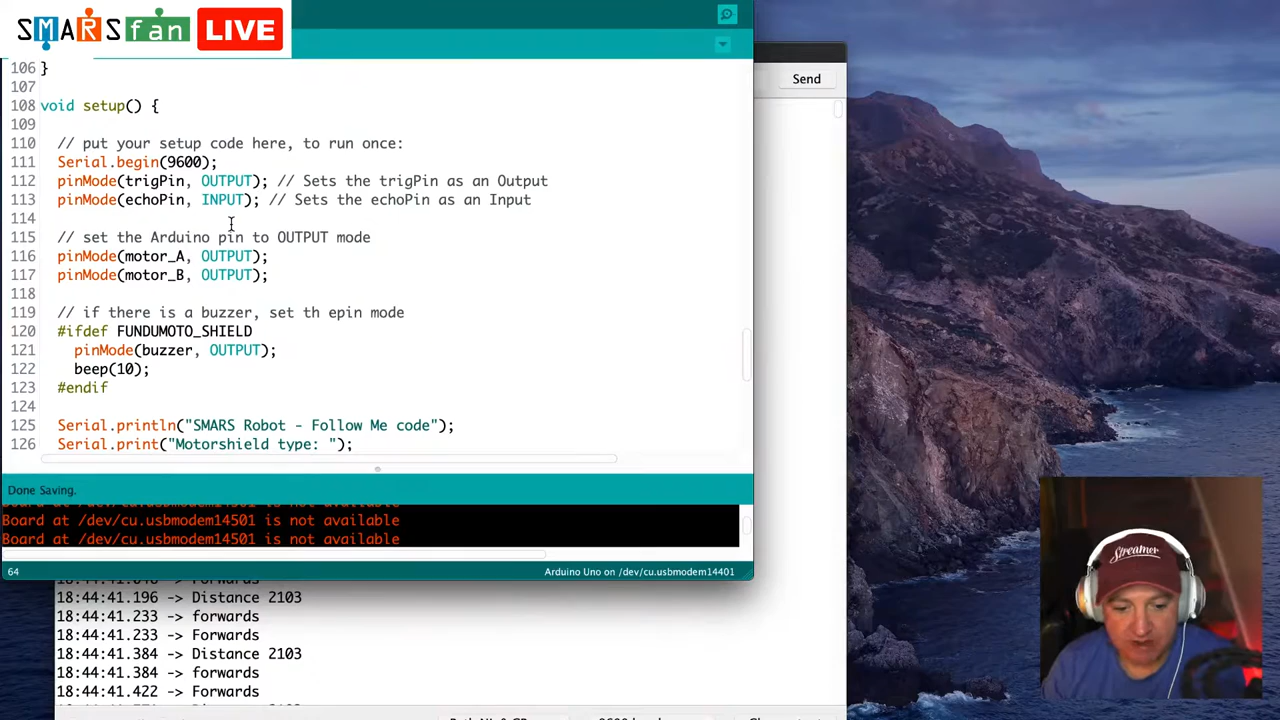 SMARS fan LIVE
Send
106 }
107
108 void setup() {
109
110 // put your setup code here, to run once:
111 Serial.begin(9600);
112 pinMode(trigPin, OUTPUT); // Sets the trigPin as an Output
113 pinMode(echoPin, INPUT); // Sets the echoPin as an Input
114
115 // set the Arduino pin to OUTPUT mode
116 pinMode(motor_A, OUTPUT);
117 pinMode(motor_B, OUTPUT);
118
119 // if there is a buzzer, set th epin mode
120 #ifdef FUNDUMOTO_SHIELD
121 pinMode(buzzer, OUTPUT);
122 beep(10);
123 #endif
124
125 Serial.println("SMARS Robot - Follow Me code");
126 Serial.print("Motorshield type: ");
Done Saving.
Board at /dev/cu.usbmodem14501 is not available
Board at /dev/cu.usbmodem14501 is not available
Board at /dev/cu.usbmodem14501 is not available
64
Arduino Uno on /dev/cu.usbmodem14401
18:44:41.196 -> Distance 2103
18:44:41.233 -> forwards
18:44:41.233 -> Forwards
18:44:41.384 -> Distance 2103
18:44:41.384 -> forwards
18:44:41.422 -> Forwards
Streamer